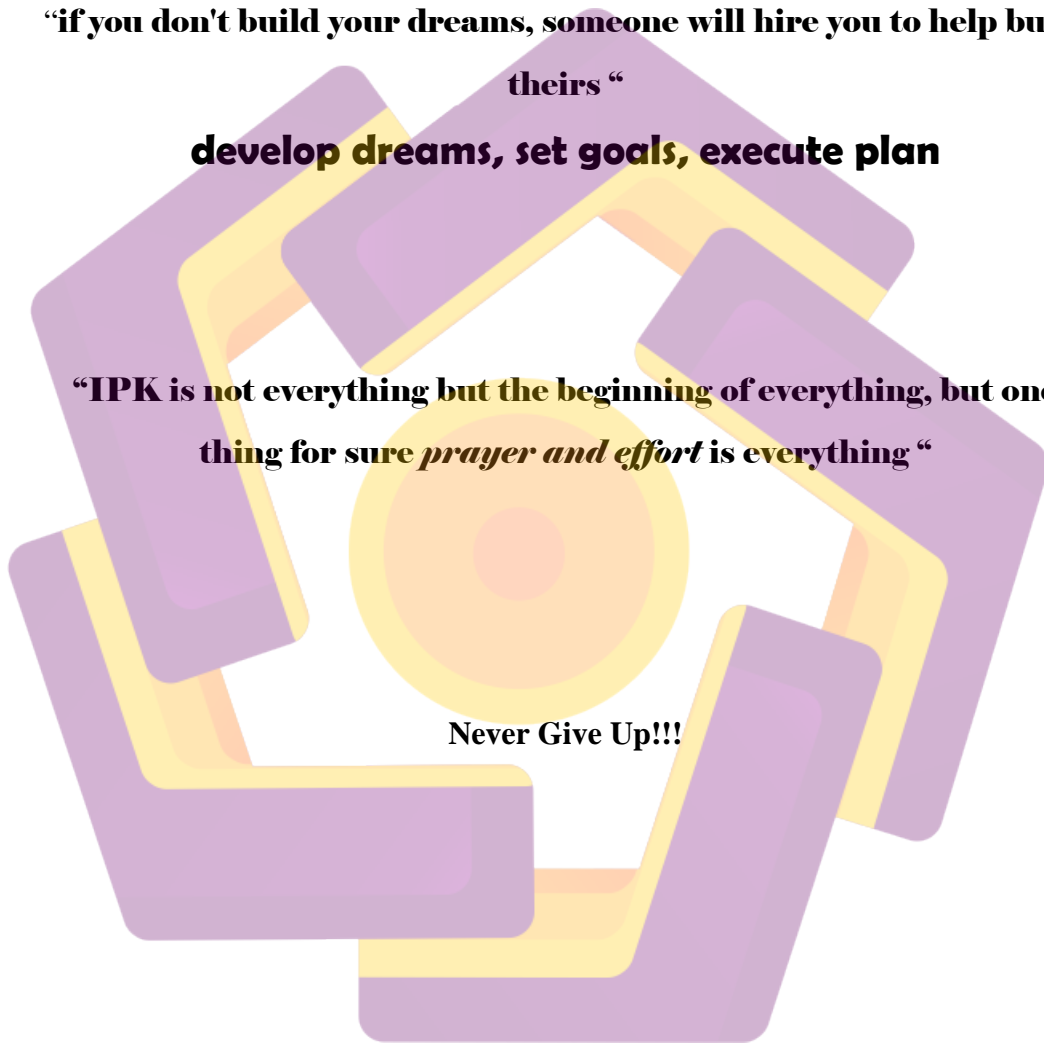 “if you don't build your dreams, someone will hire you to help
theirs “
develop dreams, set goals, execute plan
“IPK is not everything but the beginning of everything, but
thing for sure prayer and effort is everything “
Never Give Up!!!